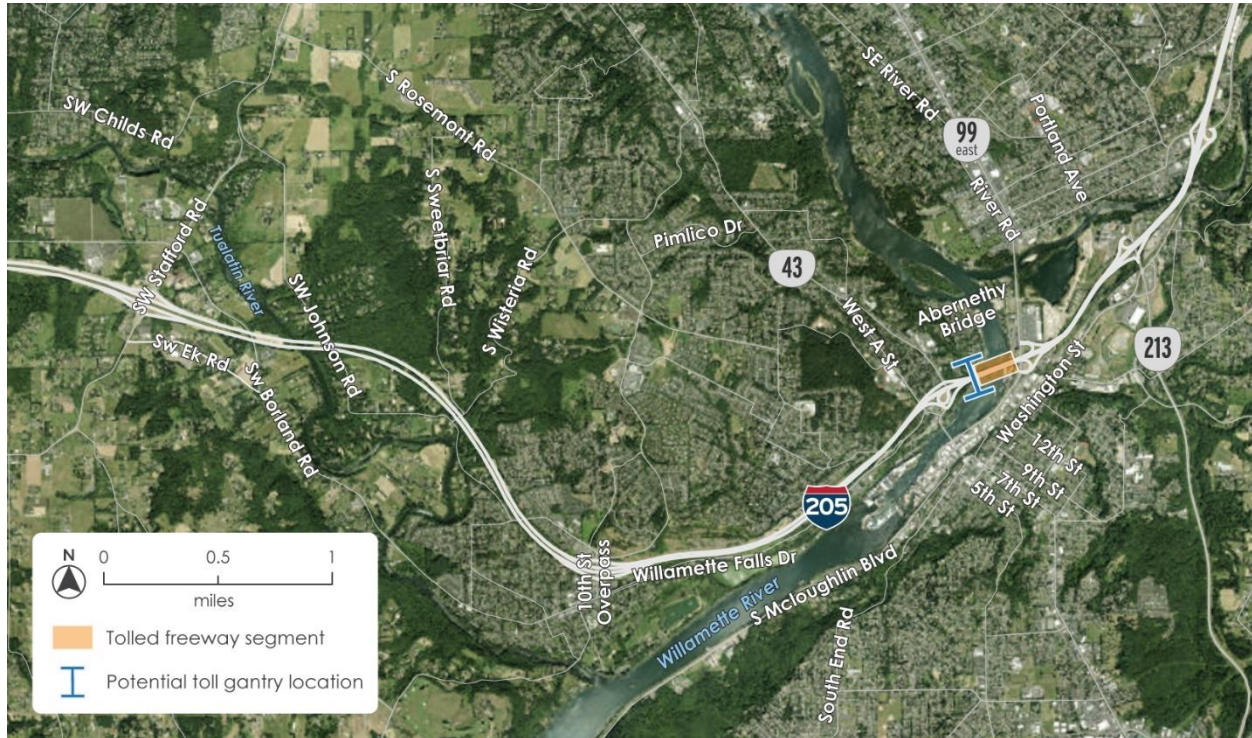 SW Childs Rd
S Rosemont Rd
SE River Rd
99
east
Portland Ave
River Rd
SW Stafford Rd
Tualatin River
S Sweetbriar Rd
S Wisteria Rd
Pimlico Dr
43
West A St
Abernethy
Bridge
213
SW Johnson Rd
Sw Ek Rd
Sw Borland Rd
Washington St
12th St
9th St
7th St
5th St
205
10th St
Overpass
Willamette Falls Dr
Willamette River
S Mcloughlin Blvd
South End Rd
N
0 0.5 1
miles
Tolled freeway segment
Potential toll gantry location